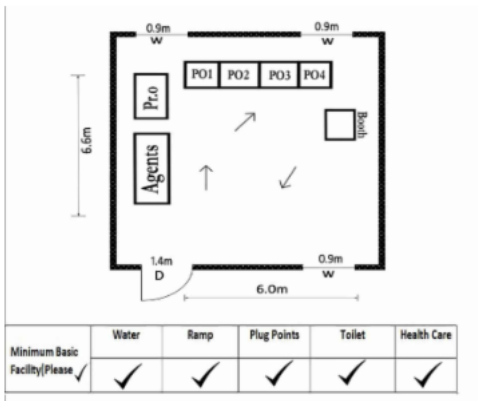 0.9m
W
0.9m
W
PO1 PO2 PO3 PO4
Pr.o
Booth
6.6m
Agents
1.4m
D
0.9m
W
6.0m
Water Ramp Plug Points Toilet Health Care
Minimum Basic
Facility(Please ✓ ✓ ✓ ✓ ✓ ✓